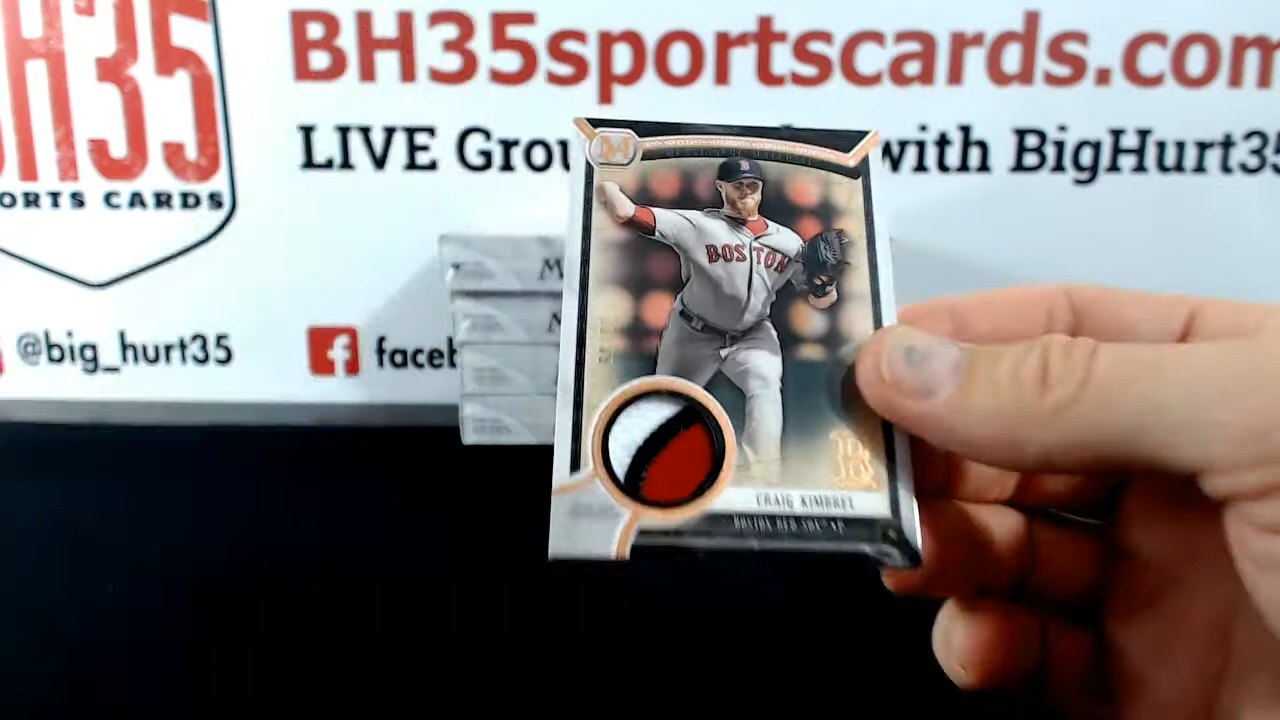 H35
ORTS CARDS
BH35sportscards.com
LIVE Grou
with BigHurt35
@big_hurt35
faceb
M
M
BOSTON
B
CRAIG KIMBREL
BOSTON RED SOX